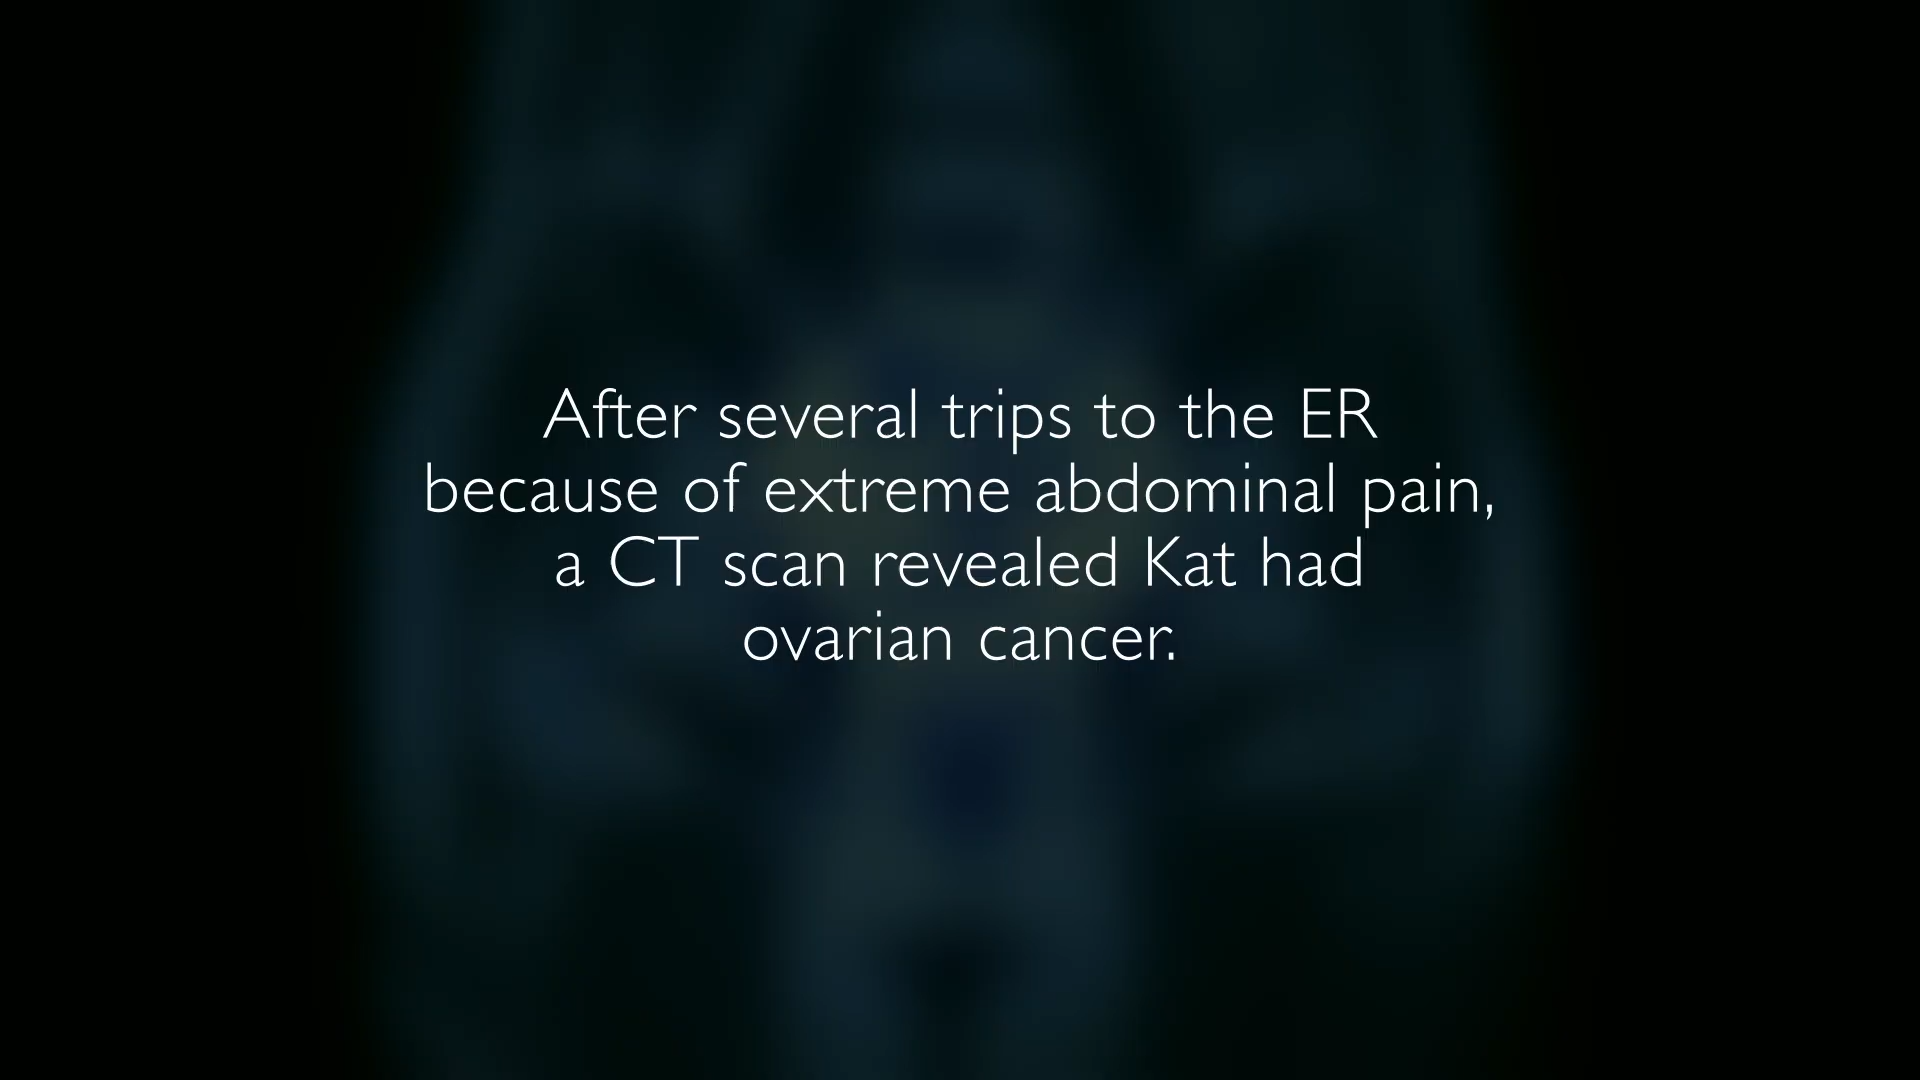 After several trips to the ER
because of extreme abdominal pain,
a CT scan revealed Kat had
ovarian cancer.